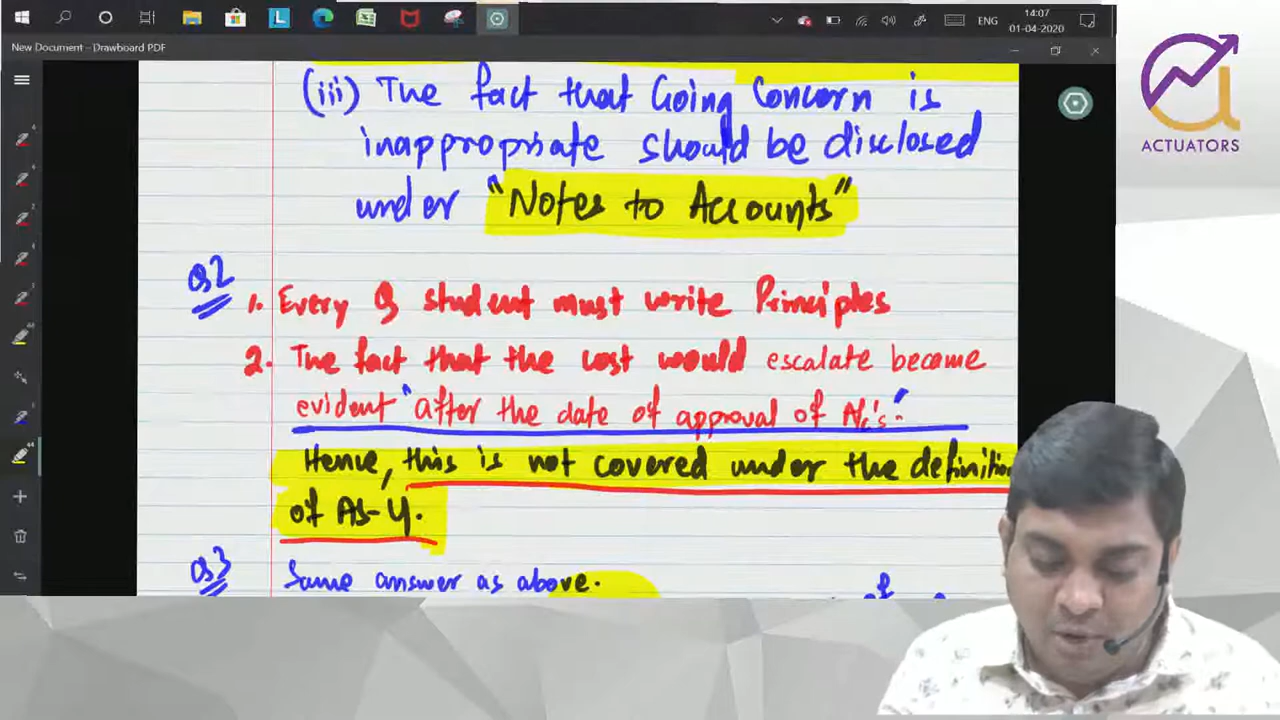 14:07
ENG
01-04-2020
New Document - Drawboard PDF
ACTUATORS
(iii) The fact that Going Concern is
inappropriate should be disclosed
under "Notes to Accounts"
Q2
1. Every Q student must write Principles
2. The fact that the cost would escalate became
evident "after the date of approval of A/c's".
Hence, this is not covered under the definition
of AS-4.
Q3 Same answer as above.
of